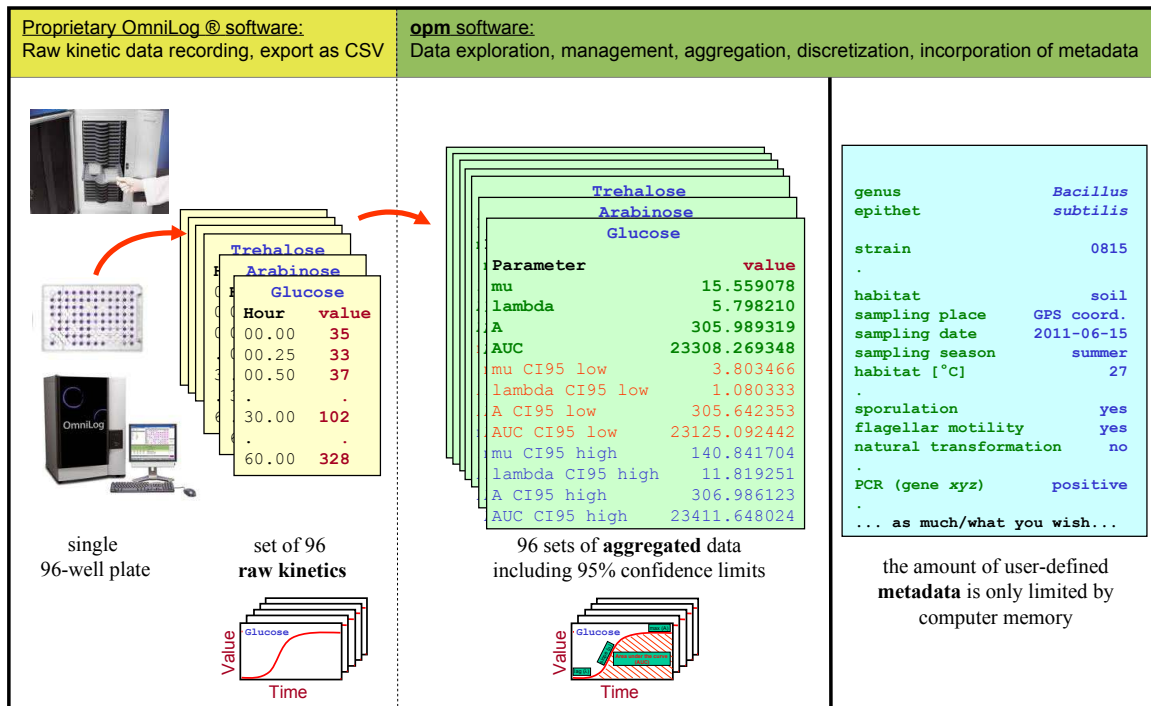 Proprietary OmniLog ® software:
Raw kinetic data recording, export as CSV
opm software:
Data exploration, management, aggregation, discretization, incorporation of metadata
OmniLog
single
96-well plate
Trehalose
Arabinose
Glucose
Hour value
00.00 35
00.25 33
00.50 37
. .
30.00 102
. .
60.00 328
set of 96
raw kinetics
Value
Glucose
Time
Trehalose
Arabinose
Glucose
Parameter value
mu 15.559078
lambda 5.798210
A 305.989319
AUC 23308.269348
mu CI95 low 3.803466
lambda CI95 low 1.080333
A CI95 low 305.642353
AUC CI95 low 23125.092442
mu CI95 high 140.841704
lambda CI95 high 11.819251
A CI95 high 306.986123
AUC CI95 high 23411.648024
96 sets of aggregated data
including 95% confidence limits
Value
Glucose
Area under the curve
(AUC)
Time
genus Bacillus
epithet subtilis
strain 0815
.
habitat soil
sampling place GPS coord.
sampling date 2011-06-15
sampling season summer
habitat [°C] 27
.
sporulation yes
flagellar motility yes
natural transformation no
.
PCR (gene xyz) positive
.
... as much/what you wish...
the amount of user-defined
metadata is only limited by
computer memory